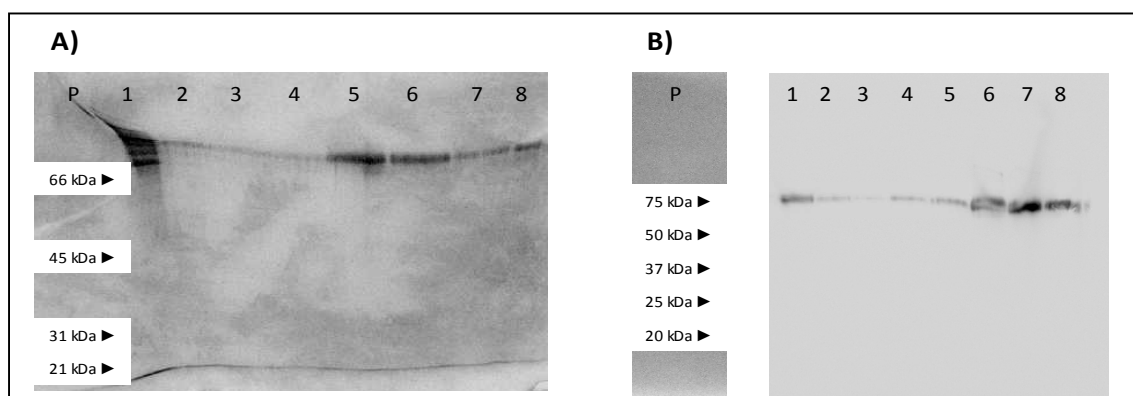 A)
P 1 2 3 4 5 6 7 8
66 kDa ►
45 kDa ►
31 kDa ►
21 kDa ►
B)
P 1 2 3 4 5 6 7 8
75 kDa ►
50 kDa ►
37 kDa ►
25 kDa ►
20 kDa ►